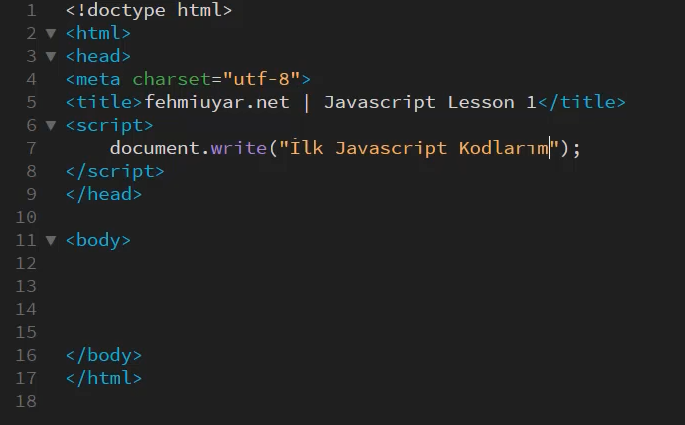 1 <!doctype html>
2 <html>
3 <head>
4 <meta charset="utf-8">
5 <title>fehmiuyar.net | Javascript Lesson 1</title>
6 <script>
7 document.write("İlk Javascript Kodlarım");
8 </script>
9 </head>
10
11 <body>
12
13
14
15
16 </body>
17 </html>
18